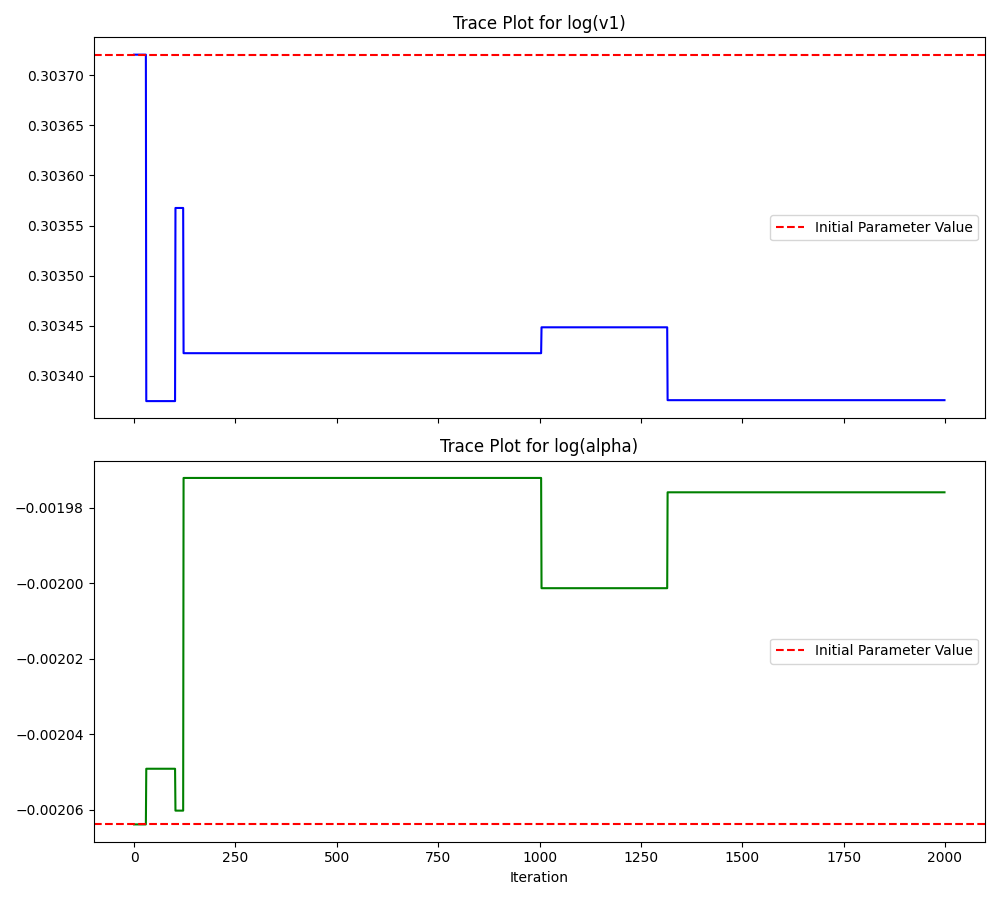 Trace Plot for log(v1)
0.30370
0.30365
0.30360
0.30355
0.30350
0.30345
0.30340
Initial Parameter Value
Trace Plot for log(alpha)
−0.00198
−0.00200
−0.00202
−0.00204
−0.00206
Initial Parameter Value
0 250 500 750 1000 1250 1500 1750 2000
Iteration